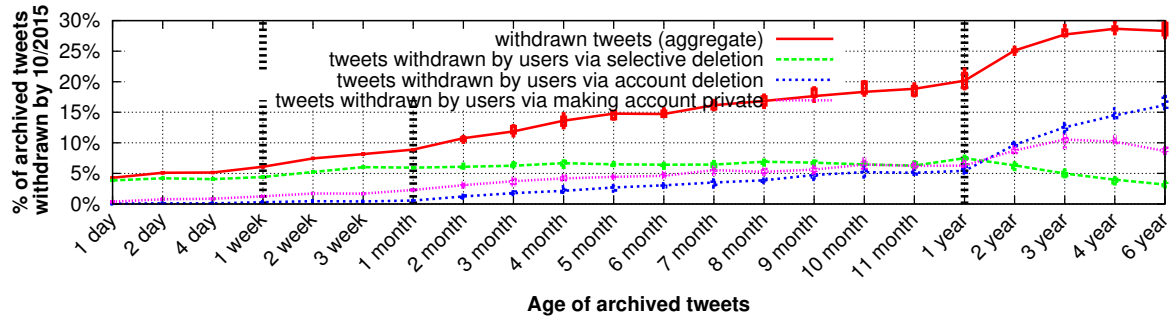 % of archived tweets
withdrawn by 10/2015
30%
25%
20%
15%
10%
5%
0%
withdrawn tweets (aggregate)
tweets withdrawn by users via selective deletion
tweets withdrawn by users via account deletion
tweets withdrawn by users via making account private
1 day
2 day
4 day
1 week
2 week
3 week
1 month
2 month
3 month
4 month
5 month
6 month
7 month
8 month
9 month
10 month
11 month
1 year
2 year
3 year
4 year
6 year
Age of archived tweets